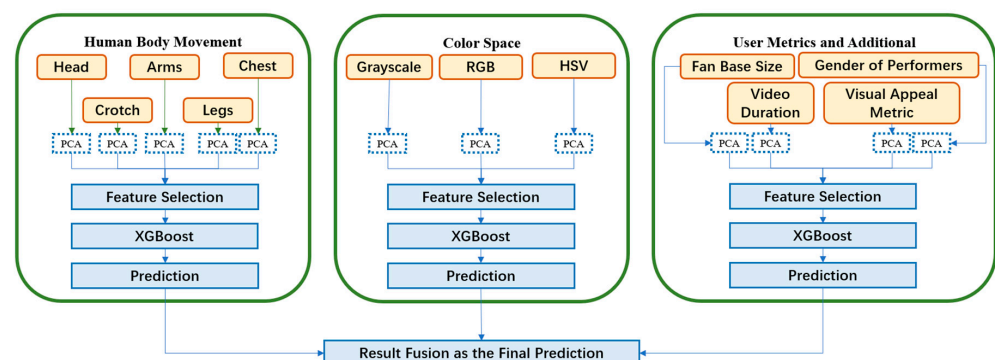 Human Body Movement
Head
Arms
Chest
Crotch
Legs
PCA
PCA
PCA
PCA
PCA
Feature Selection
XGBoost
Prediction
Color Space
Grayscale
RGB
HSV
PCA
PCA
PCA
Feature Selection
XGBoost
Prediction
User Metrics and Additional
Fan Base Size
Gender of Performers
Video
Duration
Visual Appeal
Metric
PCA
PCA
PCA
PCA
Feature Selection
XGBoost
Prediction
Result Fusion as the Final Prediction